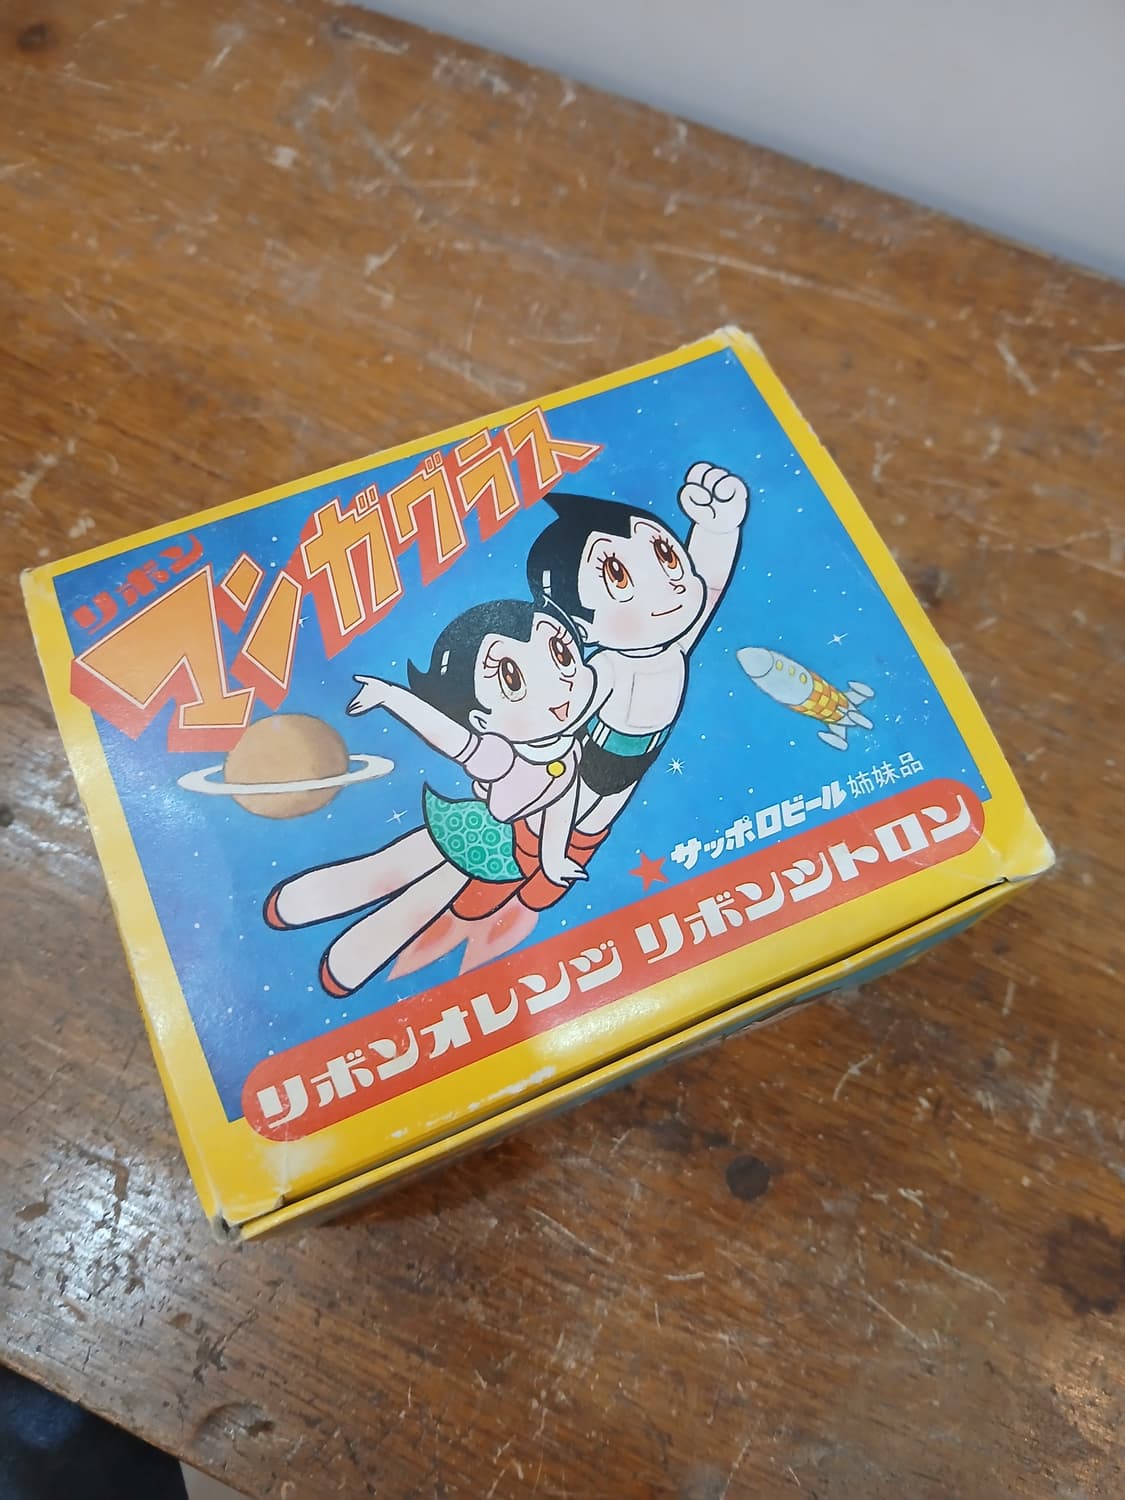 リボン
マンガグラス
★サッポロビール姉妹品
リボンオレンジ リボンシトロン